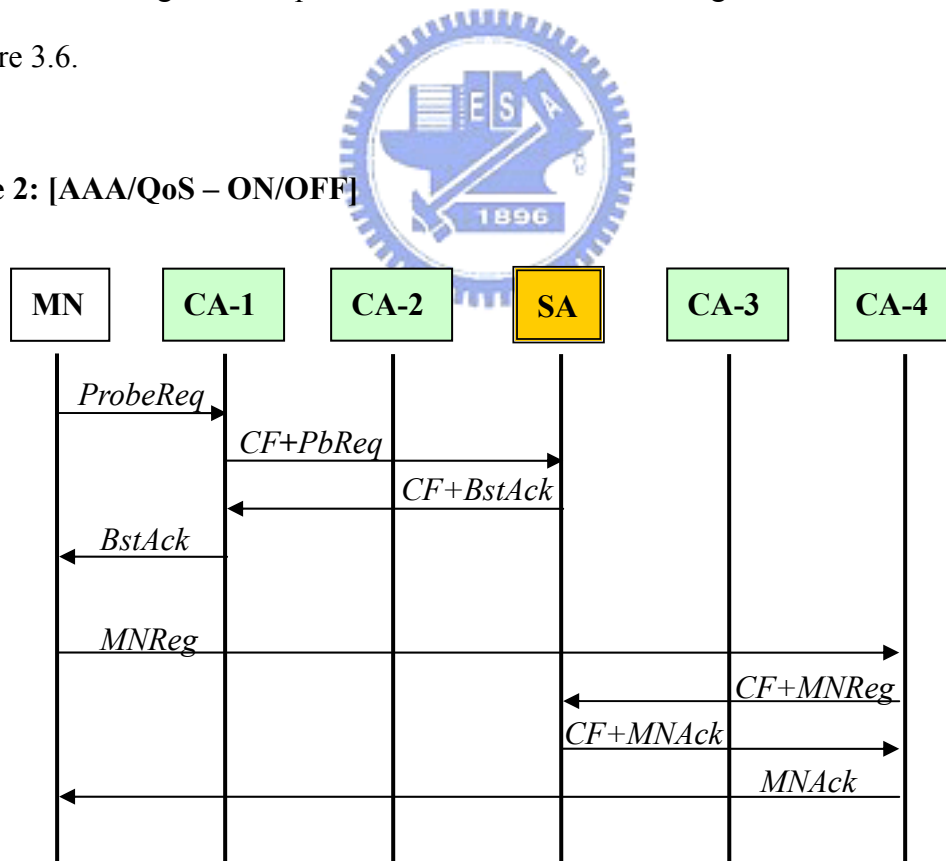 re 3.6.
E S A
1896
2: [AAA/QoS – ON/OFF]
MN CA-1 CA-2 SA CA-3 CA-4
ProbeReq
CF+PbReq
CF+BstAck
BstAck
MNReg
CF+MNReg
CF+MNAck
MNAck